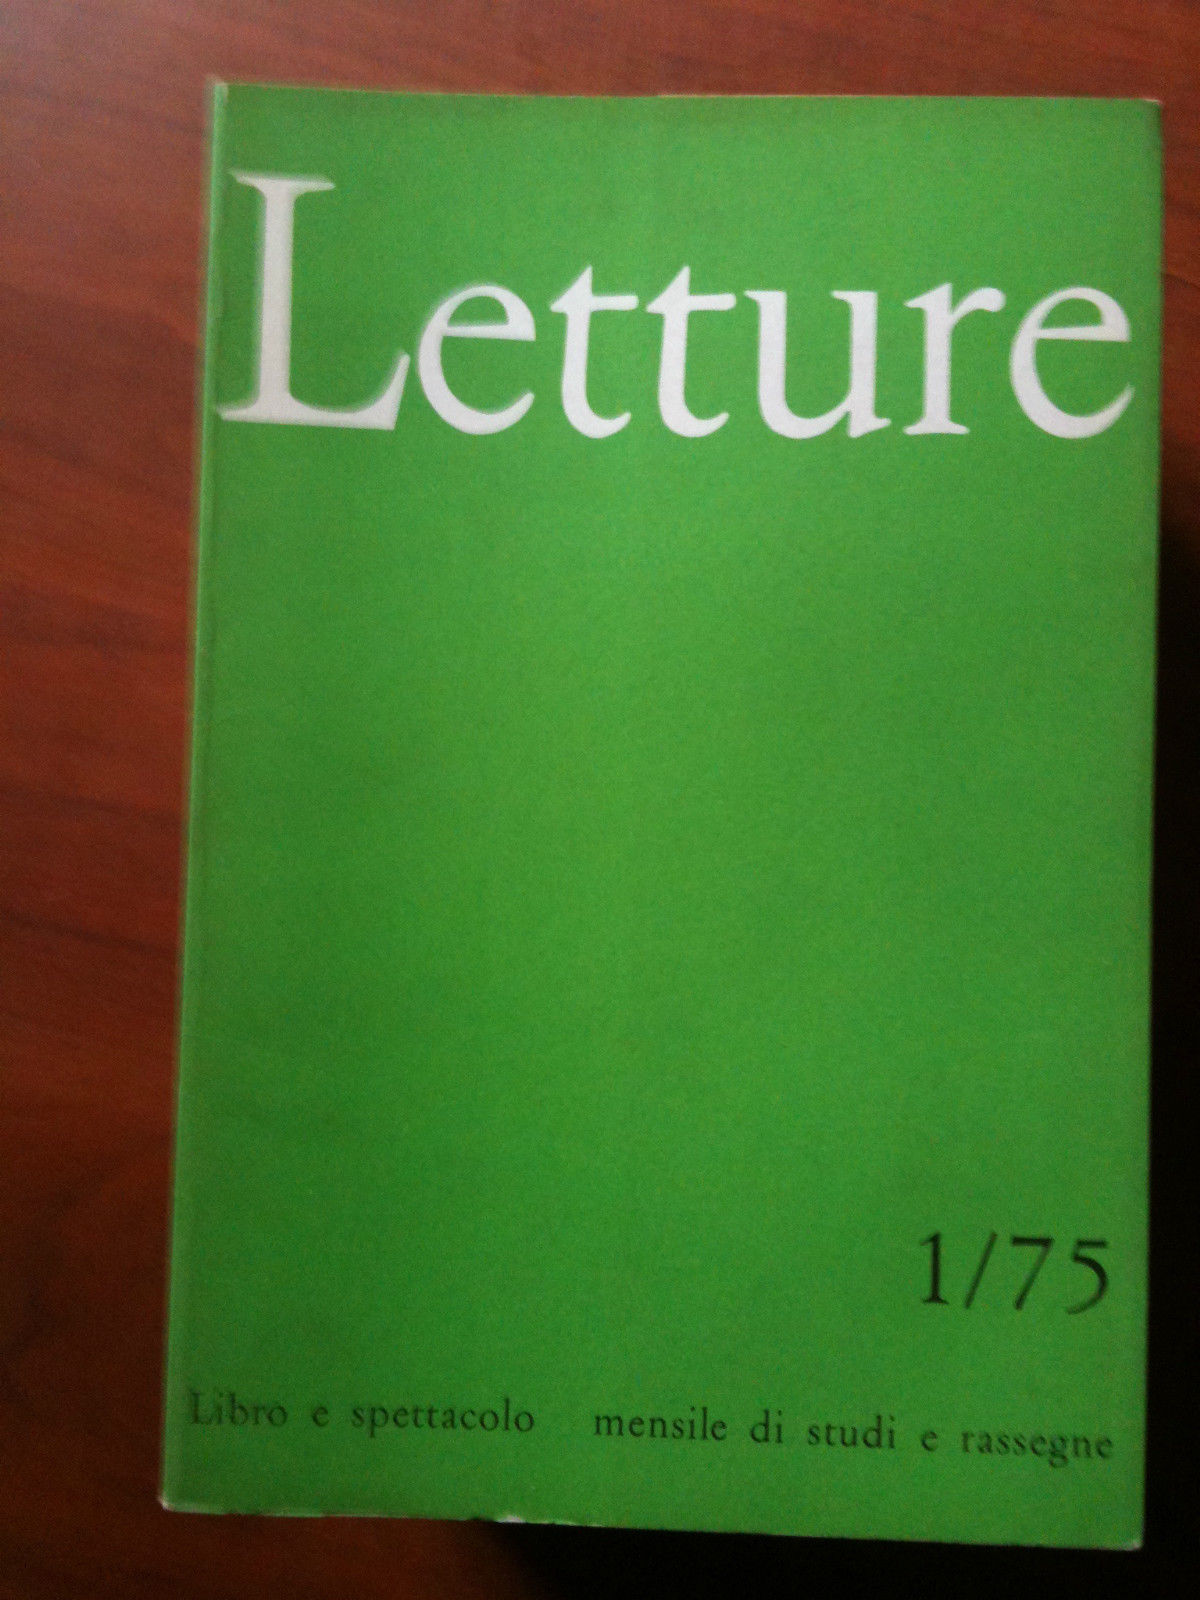 Letture
1/75
Libro e spettacolo mensile di studi e rassegne